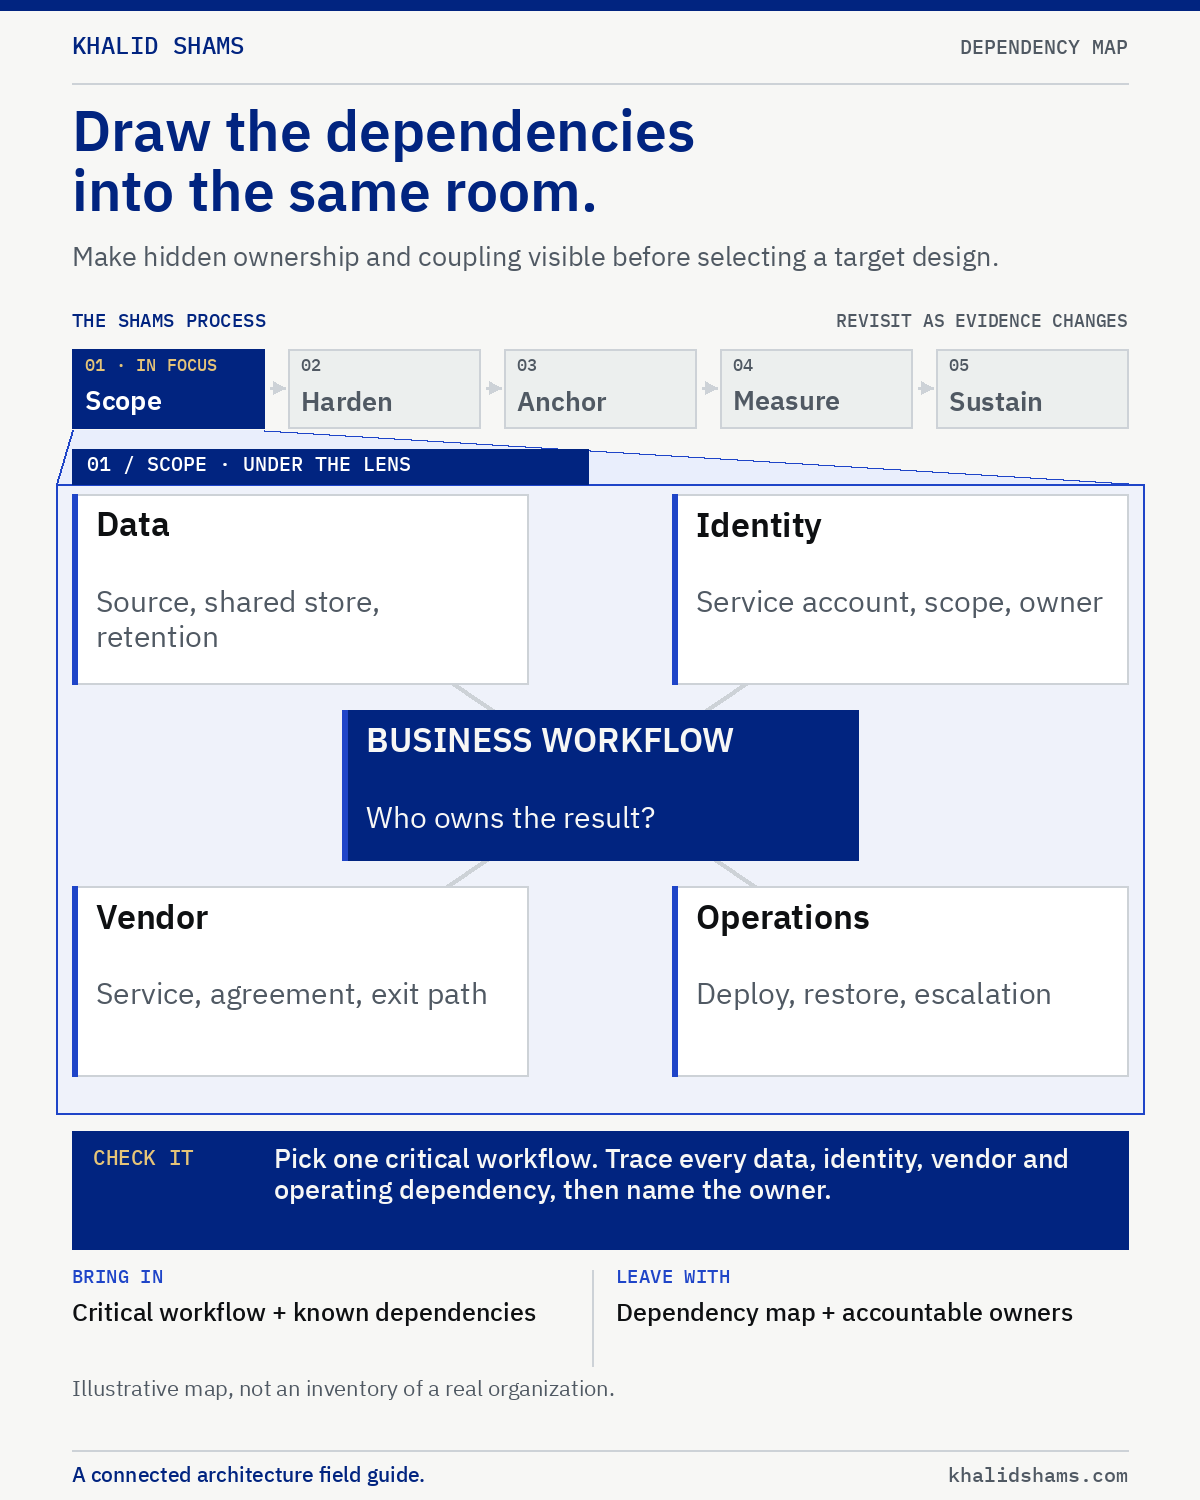 KHALID SHAMS
DEPENDENCY MAP
Draw the dependencies
into the same room.
Make hidden ownership and coupling visible before selecting a target design.
THE SHAMS PROCESS
REVISIT AS EVIDENCE CHANGES
01 · IN FOCUS
Scope
02
Harden
03
Anchor
04
Measure
05
Sustain
01 / SCOPE · UNDER THE LENS
Data
Source, shared store,
retention
Identity
Service account, scope, owner
BUSINESS WORKFLOW
Who owns the result?
Vendor
Service, agreement, exit path
Operations
Deploy, restore, escalation
CHECK IT
Pick one critical workflow. Trace every data, identity, vendor and
operating dependency, then name the owner.
BRING IN
Critical workflow + known dependencies
LEAVE WITH
Dependency map + accountable owners
Illustrative map, not an inventory of a real organization.
A connected architecture field guide.
khalidshams.com